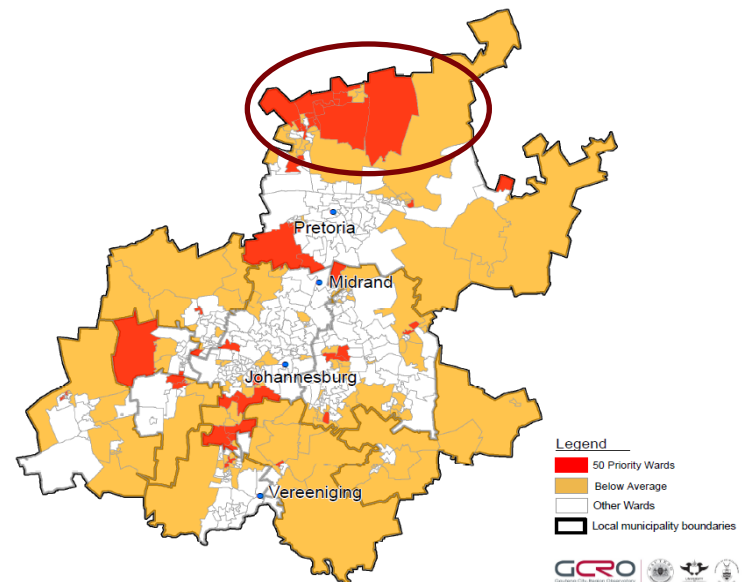 Pretoria
Midrand
Johannesburg
Vereeniging
Legend
50 Priority Wards
Below Average
Other Wards
Local municipality boundaries
GCRO